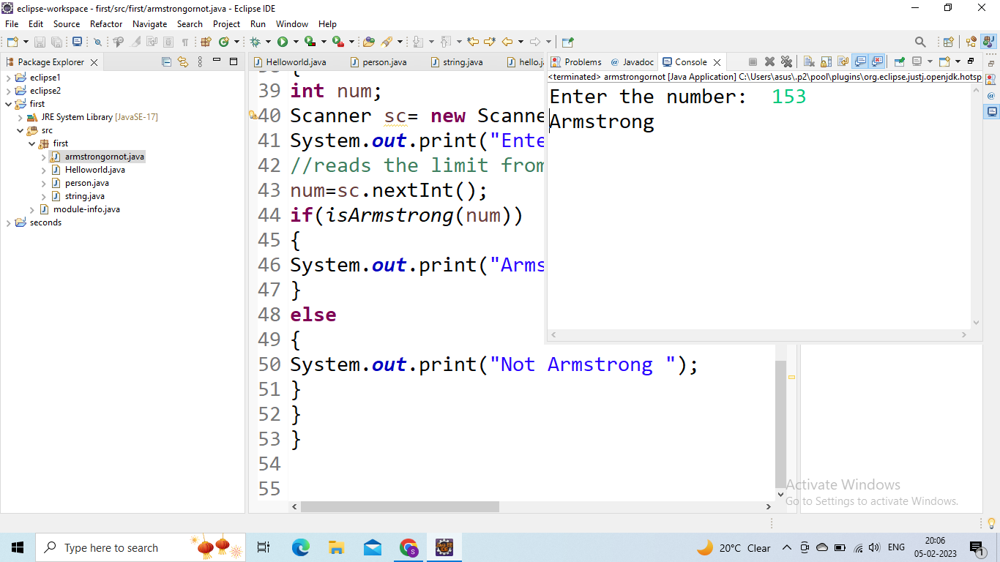 eclipse-workspace - first/src/first/armstrongornot.java - Eclipse IDE
File Edit Source Refactor Navigate Search Project Run Window Help
Package Explorer
eclipse1
eclipse2
first
JRE System Library [JavaSE-17]
src
first
armstrongornot.java
Helloworld.java
person.java
string.java
module-info.java
seconds
Helloworld.java person.java string.java hello.j
39 int num;
40 Scanner sc= new Scanne
41 System.out.print("Ente
42 //reads the limit from
43 num=sc.nextInt();
44 if(isArmstrong(num))
45 {
46 System.out.print("Arms
47 }
48 else
49 {
50 System.out.print("Not Armstrong ");
51 }
52 }
53 }
54
55
Problems @ Javadoc Console
<terminated> armstrongornot [Java Application] C:\Users\asus\.p2\pool\plugins\org.eclipse.justj.openjdk.hotsp
Enter the number: 153
Armstrong
Activate Windows
Go to Settings to activate Windows.
Type here to search
20°C Clear
ENG
20:06
05-02-2023
1